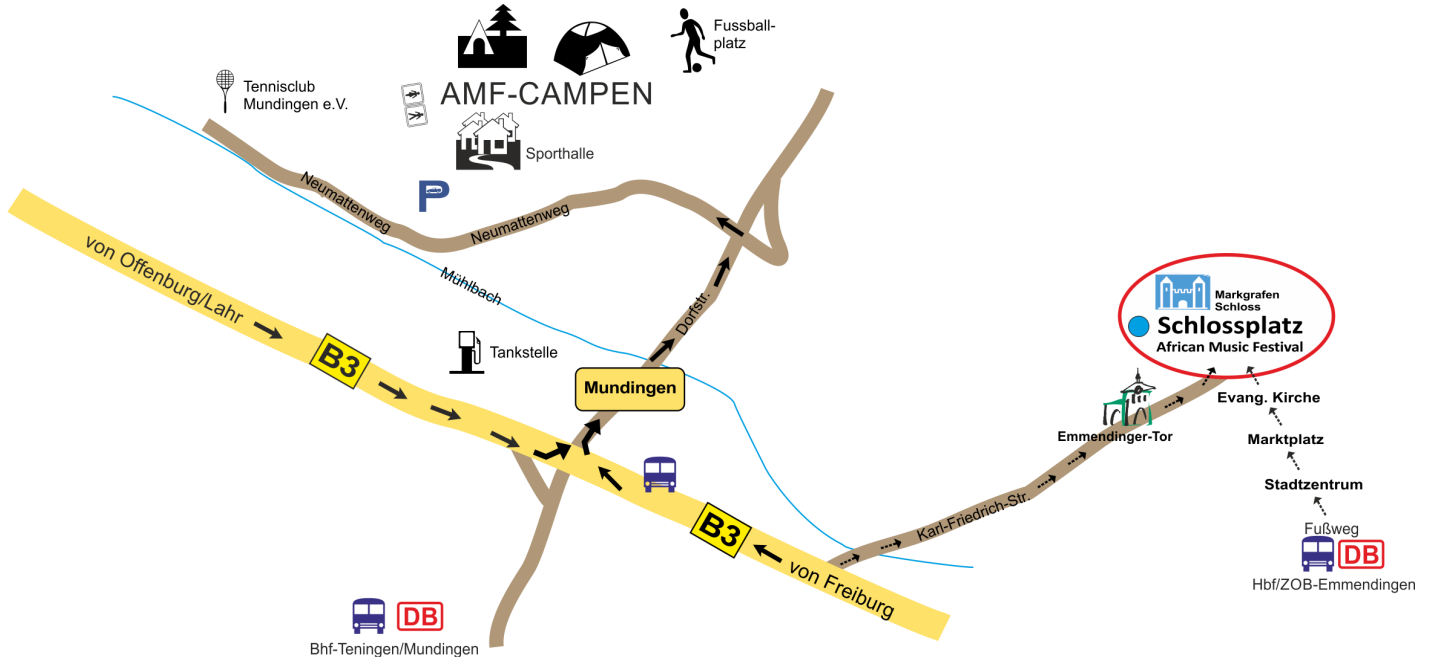 Fussball-
platz
Tennisclub
Mundingen e.V.
AMF-CAMPEN
Sporthalle
P
Neumattenweg
Neumattenweg
von Offenburg/Lahr
Mühlbach
Dorfstr.
B3
Tankstelle
Mundingen
Markgrafen
Schloss
Schlossplatz
African Music Festival
Evang. Kirche
Emmendinger-Tor
Marktplatz
Stadtzentrum
Karl-Friedrich-Str.
B3
Fußweg
DB
Hbf/ZOB-Emmendingen
von Freiburg
DB
Bhf-Teningen/Mundingen